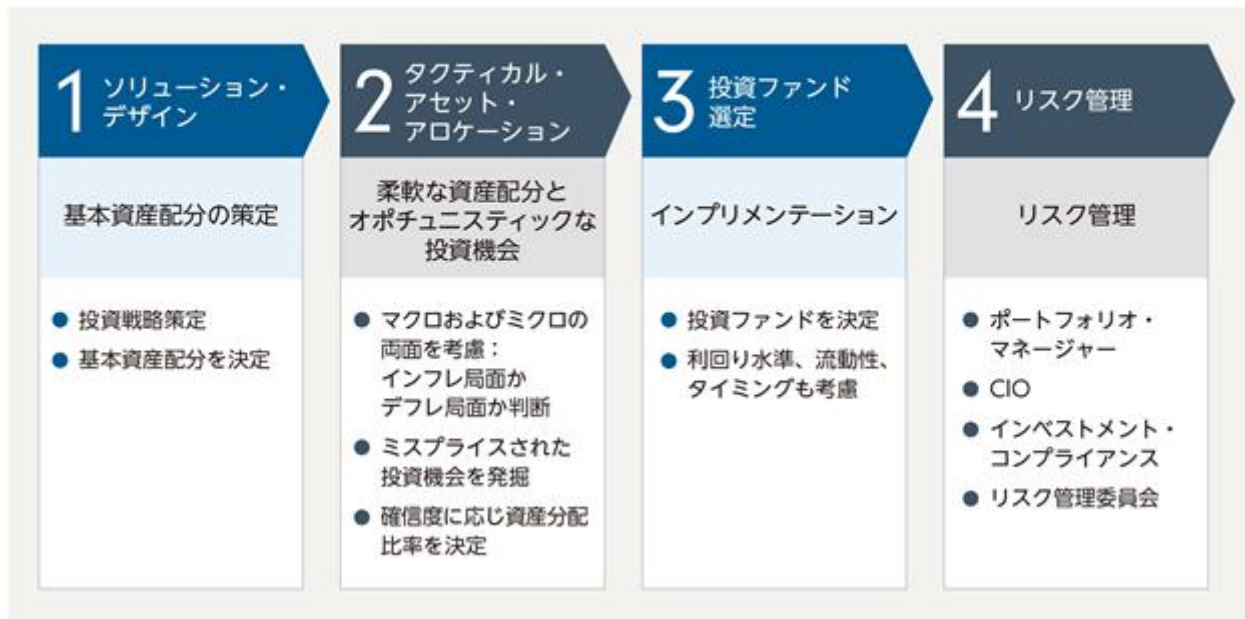 1 ソリューション・
デザイン
基本資産配分の策定
● 投資戦略策定
● 基本資産配分を決定
2 タクティカル・
アセット・
アロケーション
柔軟な資産配分と
オポチュニスティックな
投資機会
● マクロおよびミクロの
両面を考慮：
インフレ局面か
デフレ局面か判断
● ミスプライスされた
投資機会を発掘
● 確信度に応じ資産分配
比率を決定
3 投資ファンド
選定
インプリメンテーション
● 投資ファンドを決定
● 利回り水準、流動性、
タイミングも考慮
4 リスク管理
リスク管理
● ポートフォリオ・
マネージャー
● CIO
● インベストメント・
コンプライアンス
● リスク管理委員会